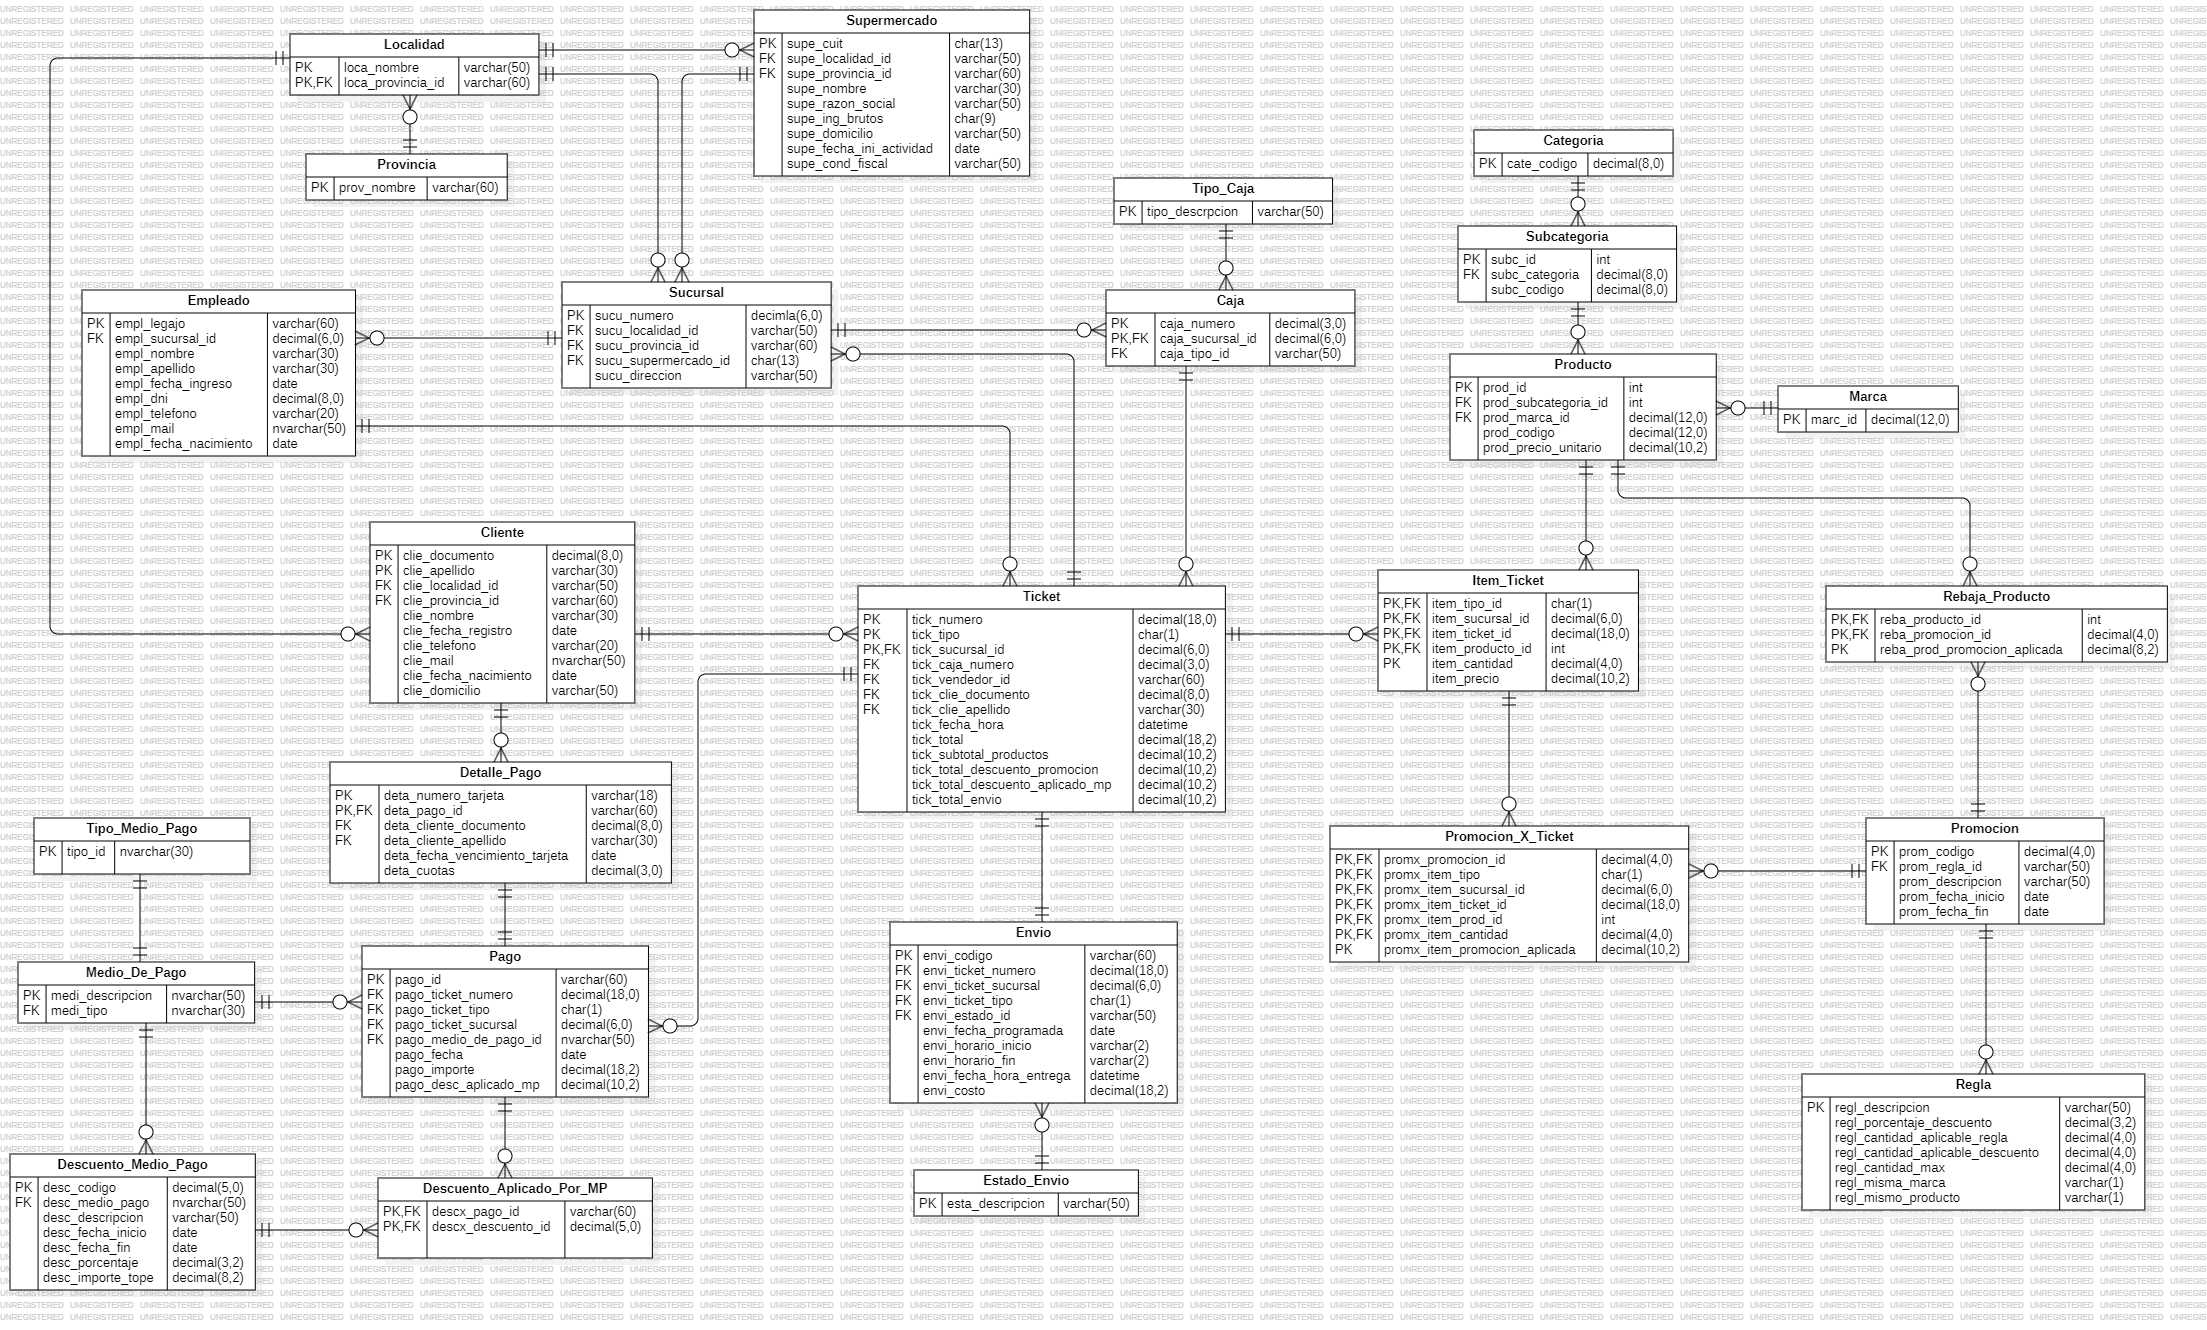 Supermercado
PK supe_cuit char(13)
FK supe_localidad_id varchar(50)
FK supe_provincia_id varchar(60)
supe_nombre varchar(30)
supe_razon_social varchar(50)
supe_ing_brutos char(9)
supe_domicilio varchar(50)
supe_fecha_ini_actividad date
supe_cond_fiscal varchar(50)
Localidad
PK loca_nombre varchar(50)
PK,FK loca_provincia_id varchar(60)
Provincia
PK prov_nombre varchar(60)
Categoria
PK cate_codigo decimal(8,0)
Tipo_Caja
PK tipo_descrpcion varchar(50)
Subcategoria
PK subc_id int
FK subc_categoria decimal(8,0)
subc_codigo decimal(8,0)
Empleado
PK empl_legajo varchar(60)
FK empl_sucursal_id decimal(6,0)
empl_nombre varchar(30)
empl_apellido varchar(30)
empl_fecha_ingreso date
empl_dni decimal(8,0)
empl_telefono varchar(20)
empl_mail nvarchar(50)
empl_fecha_nacimiento date
Sucursal
PK sucu_numero decimla(6,0)
FK sucu_localidad_id varchar(50)
FK sucu_provincia_id varchar(60)
FK sucu_supermercado_id char(13)
sucu_direccion varchar(50)
Caja
PK caja_numero decimal(3,0)
PK,FK caja_sucursal_id decimal(6,0)
FK caja_tipo_id varchar(50)
Producto
PK prod_id int
FK prod_subcategoria_id int
FK prod_marca_id decimal(12,0)
prod_codigo decimal(12,0)
prod_precio_unitario decimal(10,2)
Marca
PK marc_id decimal(12,0)
Cliente
PK clie_documento decimal(8,0)
PK clie_apellido varchar(30)
FK clie_localidad_id varchar(50)
FK clie_provincia_id varchar(60)
clie_nombre varchar(30)
clie_fecha_registro date
clie_telefono varchar(20)
clie_mail nvarchar(50)
clie_fecha_nacimiento date
clie_domicilio varchar(50)
Ticket
PK tick_numero decimal(18,0)
PK tick_tipo char(1)
PK,FK tick_sucursal_id decimal(6,0)
FK tick_caja_numero decimal(3,0)
FK tick_vendedor_id varchar(60)
FK tick_clie_documento decimal(8,0)
FK tick_clie_apellido varchar(30)
tick_fecha_hora datetime
tick_total decimal(18,2)
tick_subtotal_productos decimal(10,2)
tick_total_descuento_promocion decimal(10,2)
tick_total_descuento_aplicado_mp decimal(10,2)
tick_total_envio decimal(10,2)
Item_Ticket
PK,FK item_tipo_id char(1)
PK,FK item_sucursal_id decimal(6,0)
PK,FK item_ticket_id decimal(18,0)
PK,FK item_producto_id int
PK item_cantidad decimal(4,0)
item_precio decimal(10,2)
Rebaja_Producto
PK,FK reba_producto_id int
PK,FK reba_promocion_id decimal(4,0)
PK reba_prod_promocion_aplicada decimal(8,2)
Detalle_Pago
PK deta_numero_tarjeta varchar(18)
PK,FK deta_pago_id varchar(60)
FK deta_cliente_documento decimal(8,0)
FK deta_cliente_apellido varchar(30)
deta_fecha_vencimiento_tarjeta date
deta_cuotas decimal(3,0)
Tipo_Medio_Pago
PK tipo_id nvarchar(30)
Promocion_X_Ticket
PK,FK promx_promocion_id decimal(4,0)
PK,FK promx_item_tipo char(1)
PK,FK promx_item_sucursal_id decimal(6,0)
PK,FK promx_item_ticket_id decimal(18,0)
PK,FK promx_item_prod_id int
PK,FK promx_item_cantidad decimal(4,0)
PK promx_item_promocion_aplicada decimal(10,2)
Promocion
PK prom_codigo decimal(4,0)
FK prom_regla_id varchar(50)
prom_descripcion varchar(50)
prom_fecha_inicio date
prom_fecha_fin date
Medio_De_Pago
PK medi_descripcion nvarchar(50)
FK medi_tipo nvarchar(30)
Pago
PK pago_id varchar(60)
FK pago_ticket_numero decimal(18,0)
FK pago_ticket_tipo char(1)
FK pago_ticket_sucursal decimal(6,0)
FK pago_medio_de_pago_id nvarchar(50)
pago_fecha date
pago_importe decimal(18,2)
pago_desc_aplicado_mp decimal(10,2)
Envio
PK envi_codigo varchar(60)
FK envi_ticket_numero decimal(18,0)
FK envi_ticket_sucursal decimal(6,0)
FK envi_ticket_tipo char(1)
FK envi_estado_id varchar(50)
envi_fecha_programada date
envi_horario_inicio varchar(2)
envi_horario_fin varchar(2)
envi_fecha_hora_entrega datetime
envi_costo decimal(18,2)
Regla
PK regl_descripcion varchar(50)
regl_porcentaje_descuento decimal(3,2)
regl_cantidad_aplicable_regla decimal(4,0)
regl_cantidad_aplicable_descuento decimal(4,0)
regl_cantidad_max decimal(4,0)
regl_misma_marca varchar(1)
regl_mismo_producto varchar(1)
Descuento_Medio_Pago
PK desc_codigo decimal(5,0)
FK desc_medio_pago nvarchar(50)
desc_descripcion varchar(50)
desc_fecha_inicio date
desc_fecha_fin date
desc_porcentaje decimal(3,2)
desc_importe_tope decimal(8,2)
Descuento_Aplicado_Por_MP
PK,FK descx_pago_id varchar(60)
PK,FK descx_descuento_id decimal(5,0)
Estado_Envio
PK esta_descripcion varchar(50)
UNREGISTERED